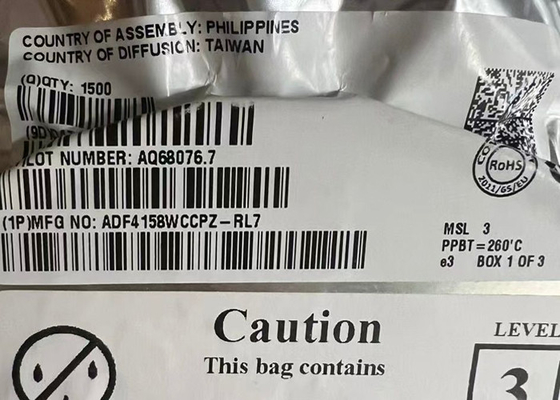 COUNTRY OF ASSEMBLY: PHILIPPINES
COUNTRY OF DIFFUSION: TAIWAN
(Q)QTY: 1500
(9D)
LOT NUMBER: AQ68076.7
(1P)MFG NO: ADF4158WCCPZ-RL7
RoHS
2011/65/EU
MSL 3
PPBT=260'C
e3 BOX 1 OF 3
Caution
This bag contains
LEVEL
3